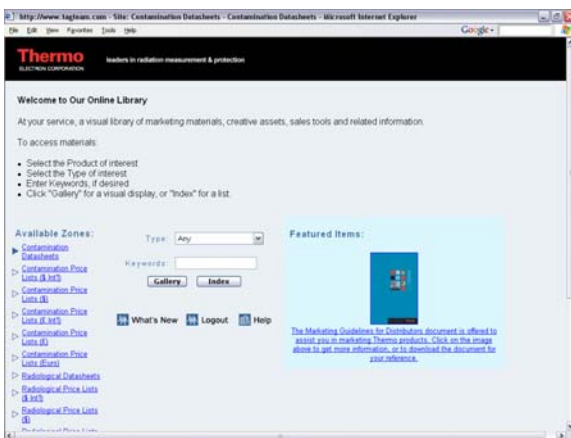 http://www.tagteam.com - Site: Contamination Datasheets - Contamination Datasheets - Microsoft Internet Explorer
File Edit View Favorites Tools Help
Google
Thermo
ELECTRON CORPORATION
leaders in radiation measurement & protection
Welcome to Our Online Library
At your service, a visual library of marketing materials, creative assets, sales tools and related information.
To access materials:
• Select the Product of interest
• Select the Type of interest
• Enter Keywords, if desired
• Click "Gallery" for a visual display, or "Index" for a list.
Available Zones:
Contamination
Datasheets
Contamination Price
Lists ($ Int'l)
Contamination Price
Lists ($)
Contamination Price
Lists (£ Int'l)
Contamination Price
Lists (£)
Contamination Price
Lists (Euro)
Radiological Datasheets
Radiological Price Lists
($ Int'l)
Radiological Price Lists
($)
Radiological Price Lists
Type: Any
Keywords:
Gallery Index
What's New Logout Help
Featured Items:
The Marketing Guidelines for Distributors document is offered to
assist you in marketing Thermo products. Click on the image
above to get more information, or to download the document for
your reference.